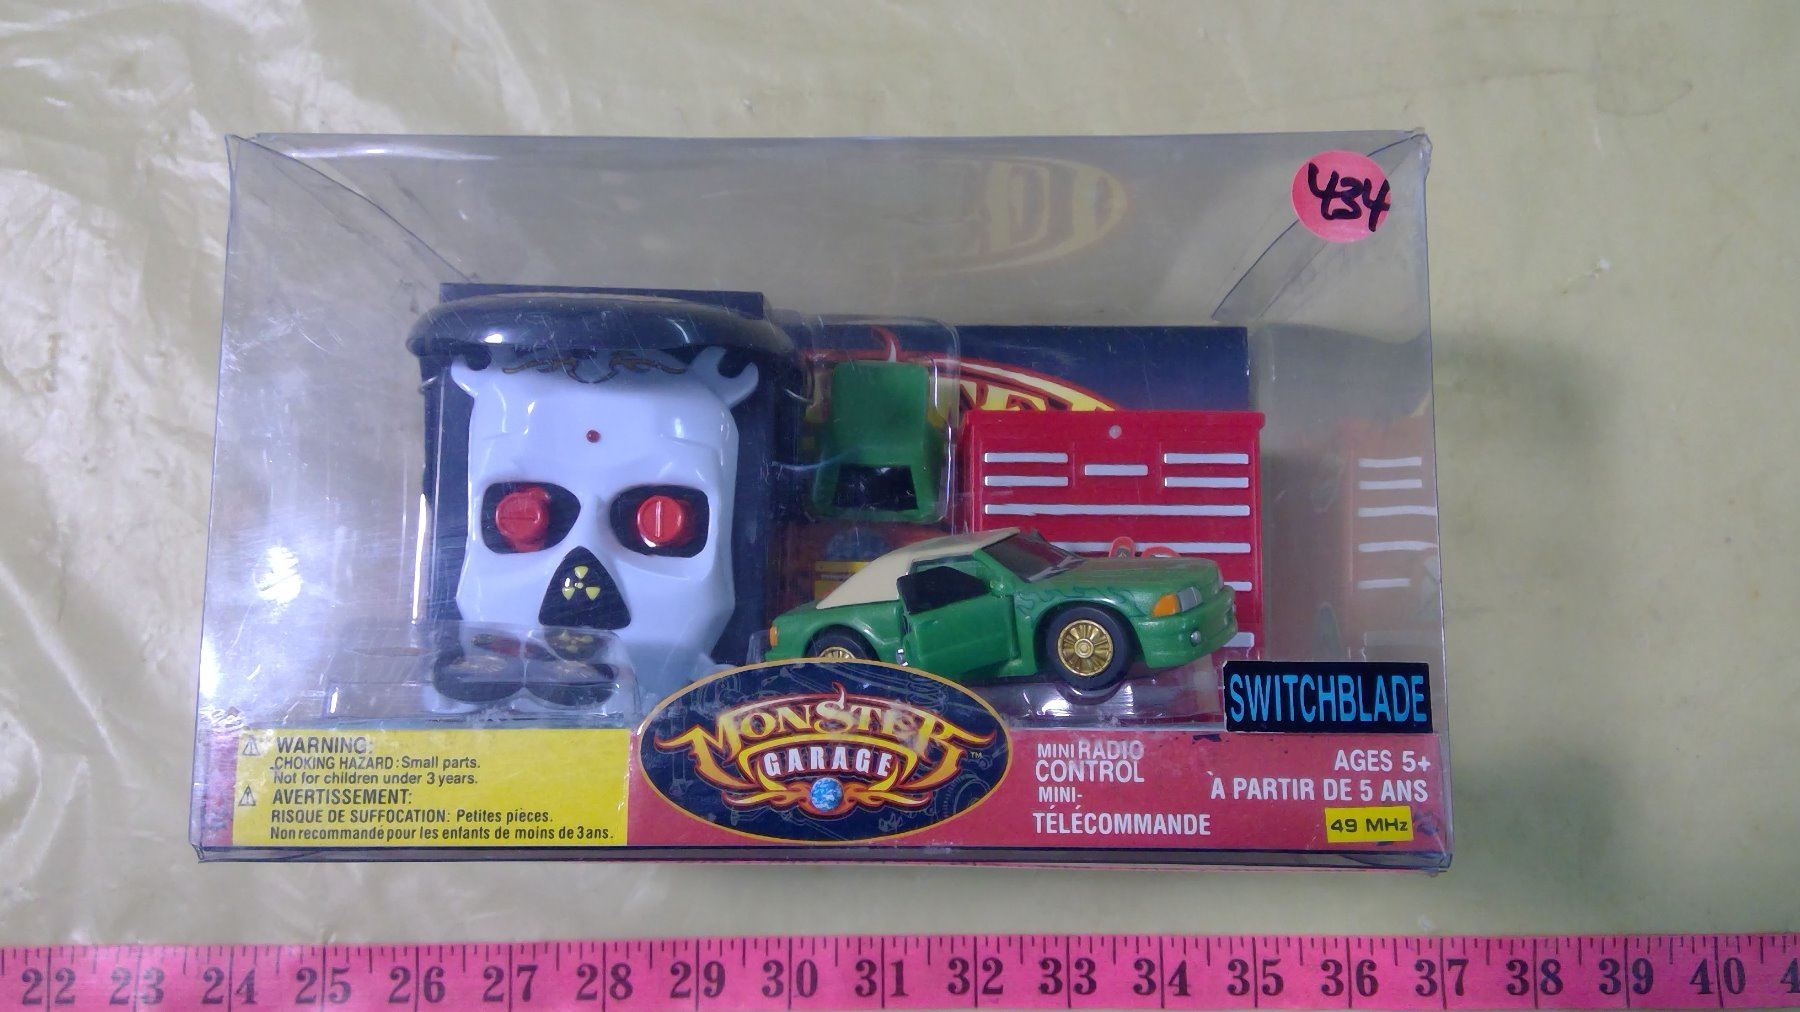 434
SWITCHBLADE
WARNING:
CHOKING HAZARD: Small parts.
Not for children under 3 years.
AVERTISSEMENT:
RISQUE DE SUFFOCATION: Petites pièces.
Non recommandé pour les enfants de moins de 3 ans.
MONSTER
GARAGE
TM
MINI RADIO
CONTROL
MINI-
TÉLÉCOMMANDE
AGES 5+
À PARTIR DE 5 ANS
49 MHz
22 23 24 25 26 27 28 29 30 31 32 33 34 35 36 37 38 39 40 4